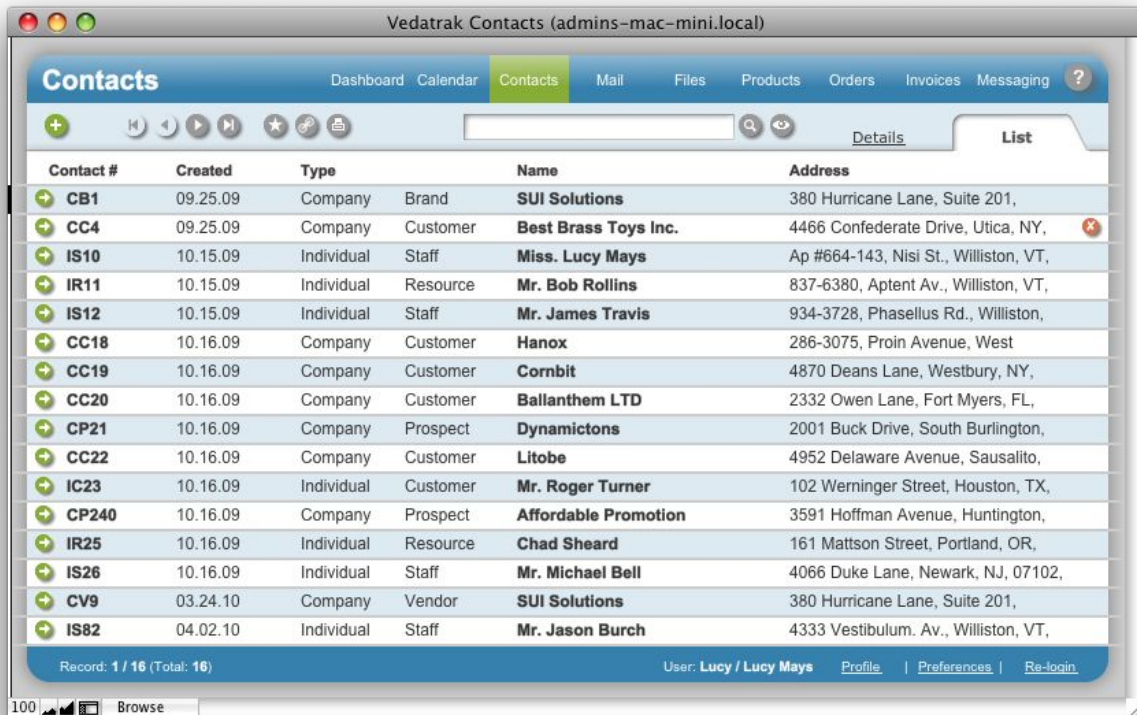 Vedatrak Contacts (admins-mac-mini.local)
Contacts Dashboard Calendar Contacts Mail Files Products Orders Invoices Messaging ?
Details List
Contact # Created Type Name Address
CB1 09.25.09 Company Brand SUI Solutions 380 Hurricane Lane, Suite 201,
CC4 09.25.09 Company Customer Best Brass Toys Inc. 4466 Confederate Drive, Utica, NY,
IS10 10.15.09 Individual Staff Miss. Lucy Mays Ap #664-143, Nisi St., Williston, VT,
IR11 10.15.09 Individual Resource Mr. Bob Rollins 837-6380, Aptent Av., Williston, VT,
IS12 10.15.09 Individual Staff Mr. James Travis 934-3728, Phasellus Rd., Williston,
CC18 10.16.09 Company Customer Hanox 286-3075, Proin Avenue, West
CC19 10.16.09 Company Customer Cornbit 4870 Deans Lane, Westbury, NY,
CC20 10.16.09 Company Customer Ballanthem LTD 2332 Owen Lane, Fort Myers, FL,
CP21 10.16.09 Company Prospect Dynamictons 2001 Buck Drive, South Burlington,
CC22 10.16.09 Company Customer Litobe 4952 Delaware Avenue, Sausalito,
IC23 10.16.09 Individual Customer Mr. Roger Turner 102 Werninger Street, Houston, TX,
CP240 10.16.09 Company Prospect Affordable Promotion 3591 Hoffman Avenue, Huntington,
IR25 10.16.09 Individual Resource Chad Sheard 161 Mattson Street, Portland, OR,
IS26 10.16.09 Individual Staff Mr. Michael Bell 4066 Duke Lane, Newark, NJ, 07102,
CV9 03.24.10 Company Vendor SUI Solutions 380 Hurricane Lane, Suite 201,
IS82 04.02.10 Individual Staff Mr. Jason Burch 4333 Vestibulum. Av., Williston, VT,
Record: 1 / 16 (Total: 16) User: Lucy / Lucy Mays Profile | Preferences | Re-login
100 Browse